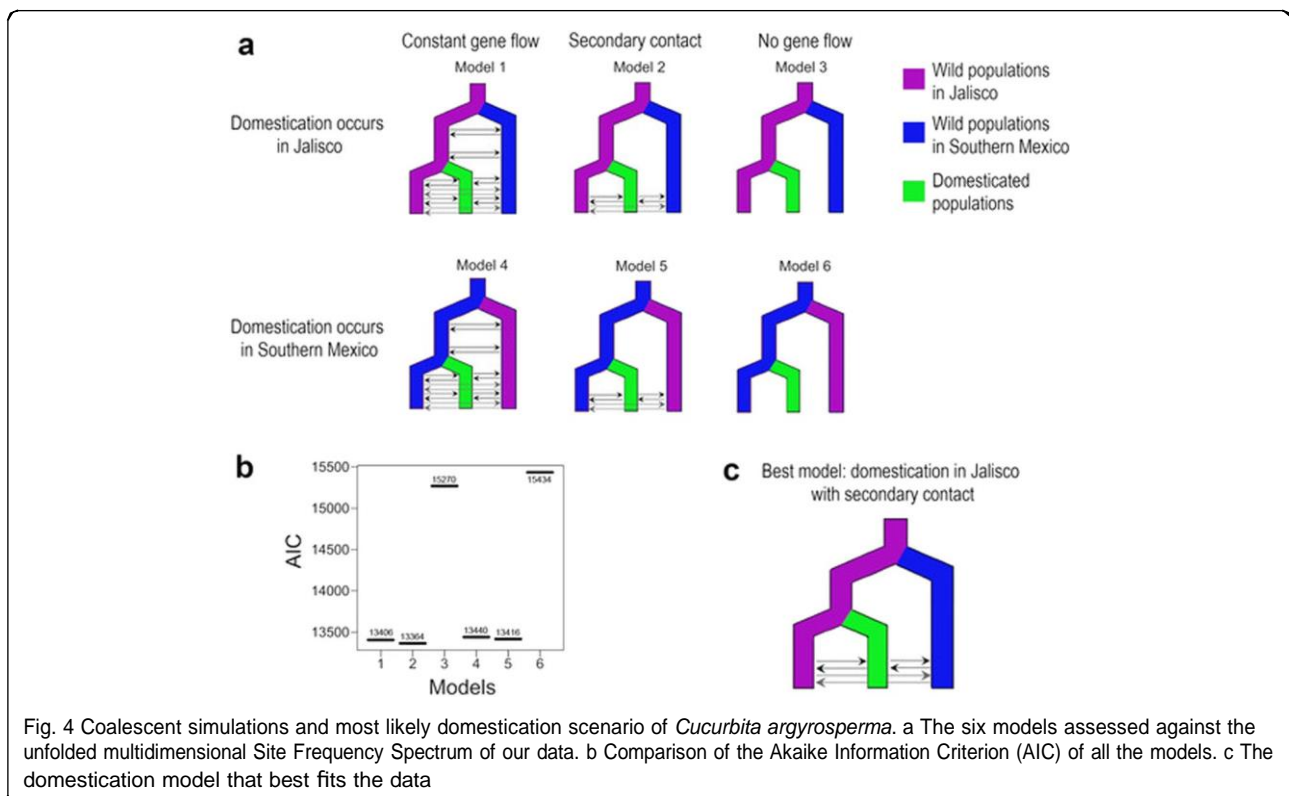 a
Constant gene flow
Secondary contact
No gene flow
Model 1
Model 2
Model 3
Domestication occurs
in Jalisco
Wild populations
in Jalisco
Wild populations
in Southern Mexico
Domesticated
populations
Model 4
Model 5
Model 6
Domestication occurs
in Southern Mexico
b
AIC
15500
15000
14500
14000
13500
13406
13364
15270
13440
13416
15434
1 2 3 4 5 6
Models
c
Best model: domestication in Jalisco
with secondary contact
Fig. 4 Coalescent simulations and most likely domestication scenario of Cucurbita argyrosperma. a The six models assessed against the
unfolded multidimensional Site Frequency Spectrum of our data. b Comparison of the Akaike Information Criterion (AIC) of all the models. c The
domestication model that best fits the data